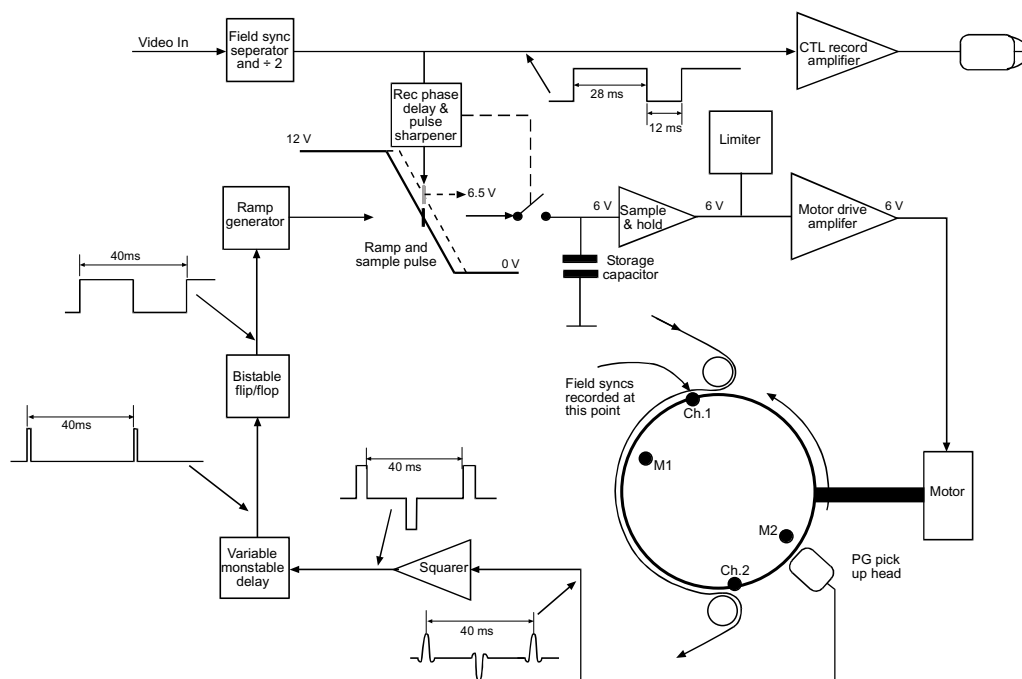 Video In
Field sync
seperator
and ÷ 2
CTL record
amplifier
28 ms
12 ms
Rec phase
delay &
pulse
sharpener
Limiter
12 V
6.5 V
Ramp
generator
6 V
Sample
& hold
6 V
Motor drive
amplifer
6 V
Ramp and
sample pulse
0 V
Storage
capacitor
40ms
Bistable
flip/flop
Field syncs
recorded at
this point
Ch.1
M1
40ms
40 ms
Motor
M2
Variable
monstable
delay
Squarer
Ch.2
PG pick
up head
40 ms